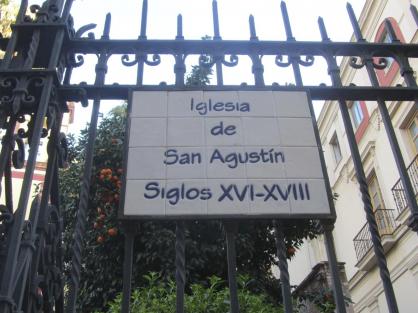 Iglesia
de
San Agustín
Siglos XVI-XVIII